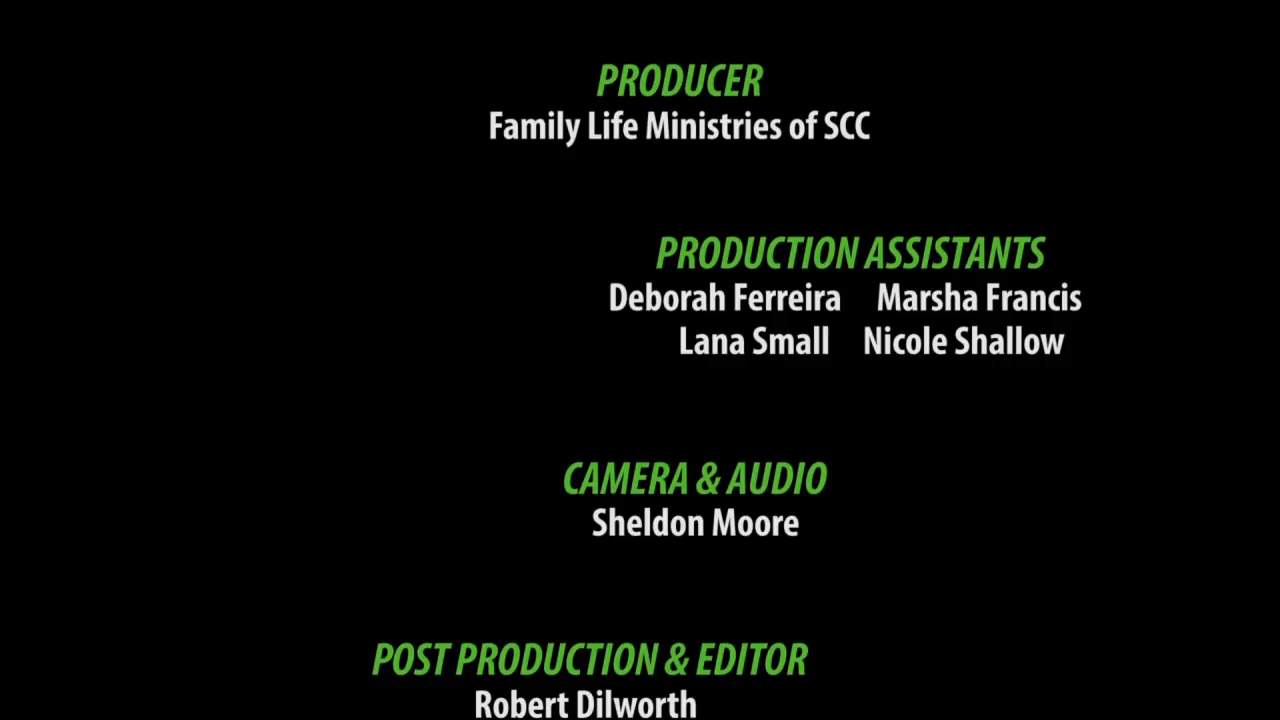 PRODUCER
Family Life Ministries of SCC
PRODUCTION ASSISTANTS
Deborah Ferreira Marsha Francis
Lana Small Nicole Shallow
CAMERA & AUDIO
Sheldon Moore
POST PRODUCTION & EDITOR
Robert Dilworth